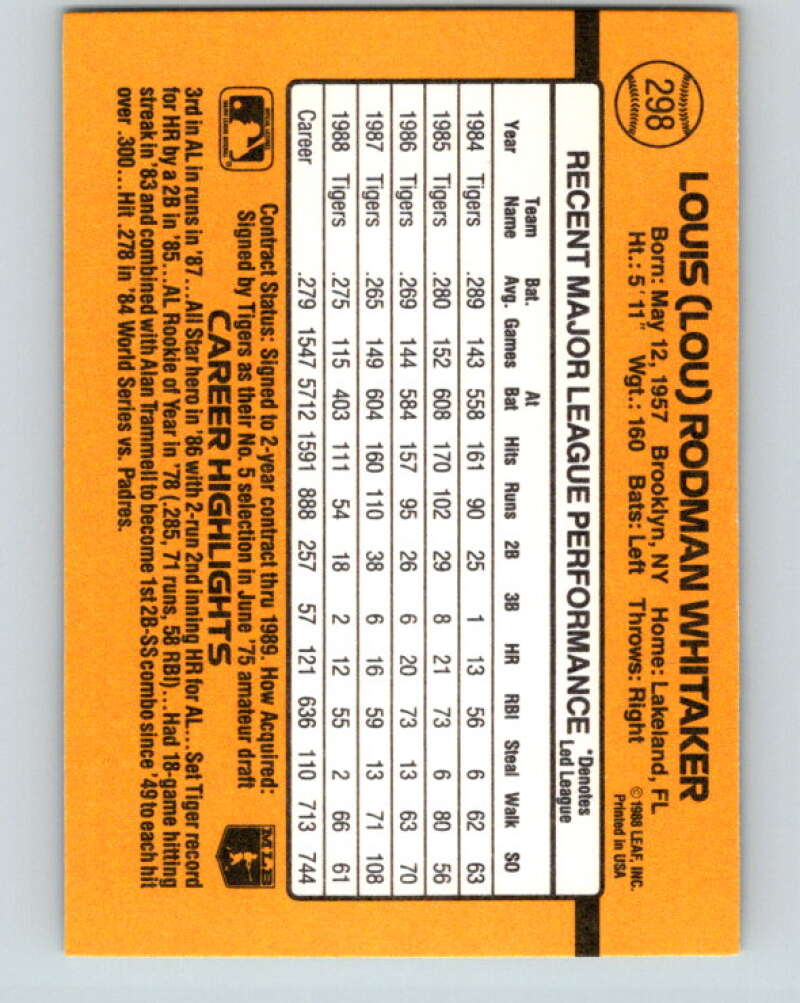 298
LOUIS (LOU) RODMAN WHITAKER
Born: May 12, 1957 Brooklyn, NY Home: Lakeland, FL
Ht.: 5' 11" Wgt.: 160 Bats: Left Throws: Right
© 1988 LEAF, INC.
Printed in USA
RECENT MAJOR LEAGUE PERFORMANCE *Denotes Led League
Year Team Name Bat. Avg. Games At Bat Hits Runs 2B 3B HR RBI Steal Walk SO
1984 Tigers .289 143 558 161 90 25 1 13 56 6 62 63
1985 Tigers .280 152 608 170 102 29 8 21 73 6 80 56
1986 Tigers .269 144 584 157 95 26 6 20 73 13 63 70
1987 Tigers .265 149 604 160 110 38 6 16 59 13 71 108
1988 Tigers .275 115 403 111 54 18 2 12 55 2 66 61
Career .279 1547 5712 1591 888 257 57 121 636 110 713 744
Contract Status: Signed to 2-year contract thru 1989. How Acquired:
Signed by Tigers as their No. 5 selection in June '75 amateur draft
MLB
CAREER HIGHLIGHTS
3rd in AL in runs in '87...All Star hero in '86 with 2-run 2nd inning HR for AL...Set Tiger record
for HR by a 2B in '85...AL Rookie of Year in '78 (.285, 71 runs, 58 RBI)...Had 18-game hitting
streak in '83 and combined with Alan Trammell to become 1st 2B-SS combo since '49 to each hit
over .300...Hit .278 in '84 World Series vs. Padres.